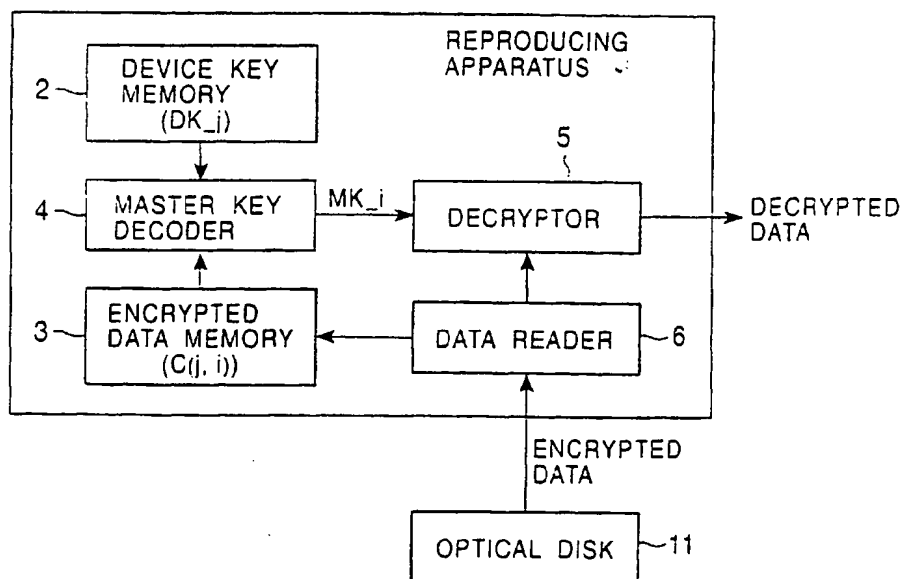 REPRODUCING
APPARATUS
2
DEVICE KEY
MEMORY
(DK_j)
5
4
MASTER KEY
DECODER
MK_i
DECRYPTOR
DECRYPTED
DATA
3
ENCRYPTED
DATA MEMORY
(C(j, i))
DATA READER
6
ENCRYPTED
DATA
OPTICAL DISK
11